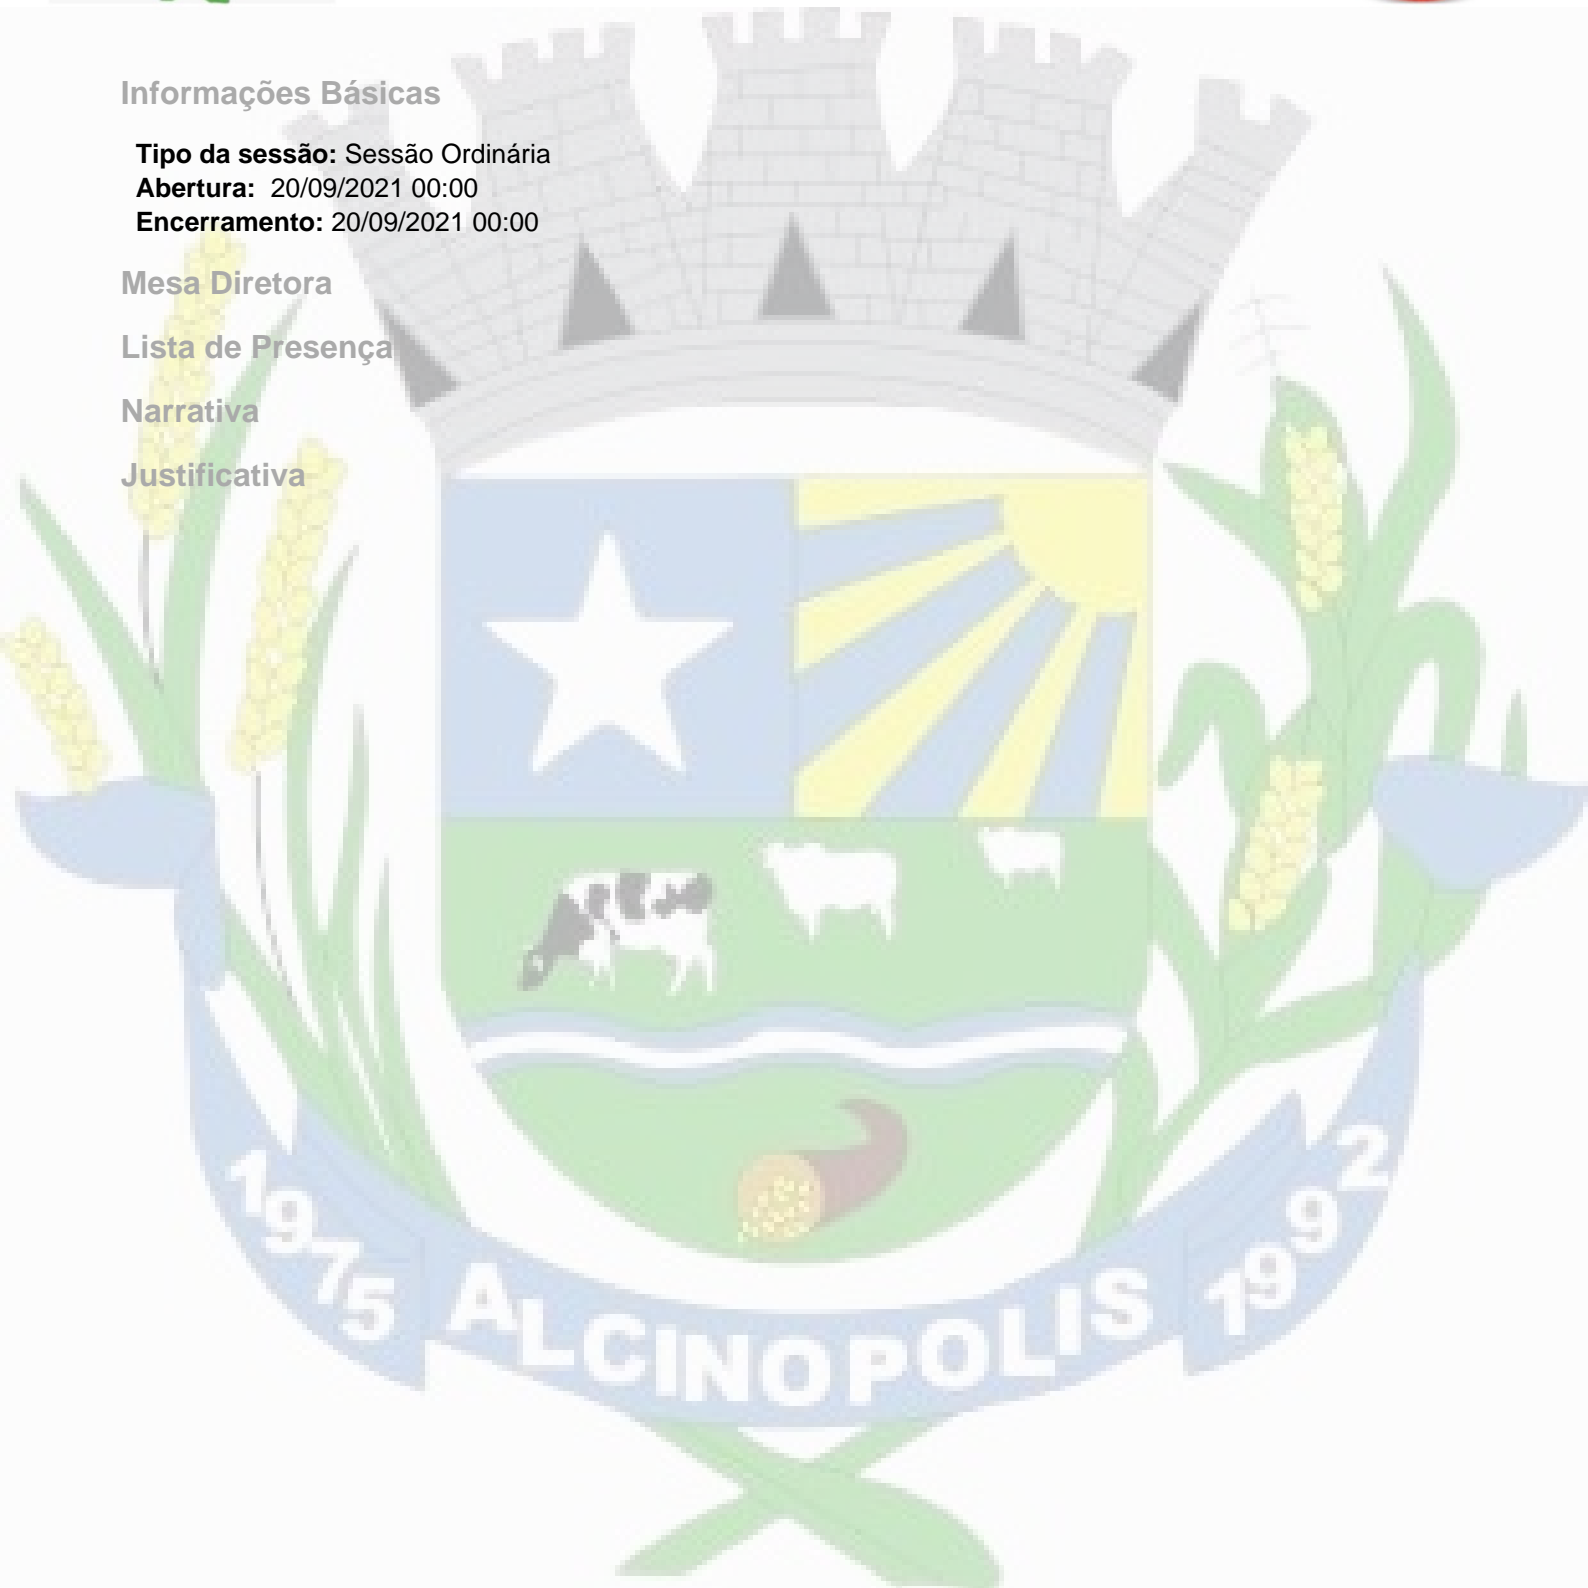 Informações Básicas
Tipo da sessão: Sessão Ordinária
Abertura: 20/09/2021 00:00
Encerramento: 20/09/2021 00:00
Mesa Diretora
Lista de Presença
Narrativa
Justificativa
1975 ALCINOPOLIS 1992